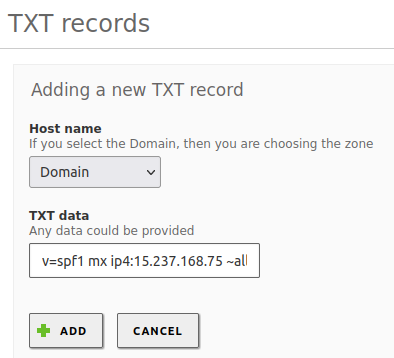 TXT records
Adding a new TXT record
Host name
If you select the Domain, then you are choosing the zone
Domain
TXT data
Any data could be provided
v=spf1 mx ip4:15.237.168.75 ~all
ADD
CANCEL